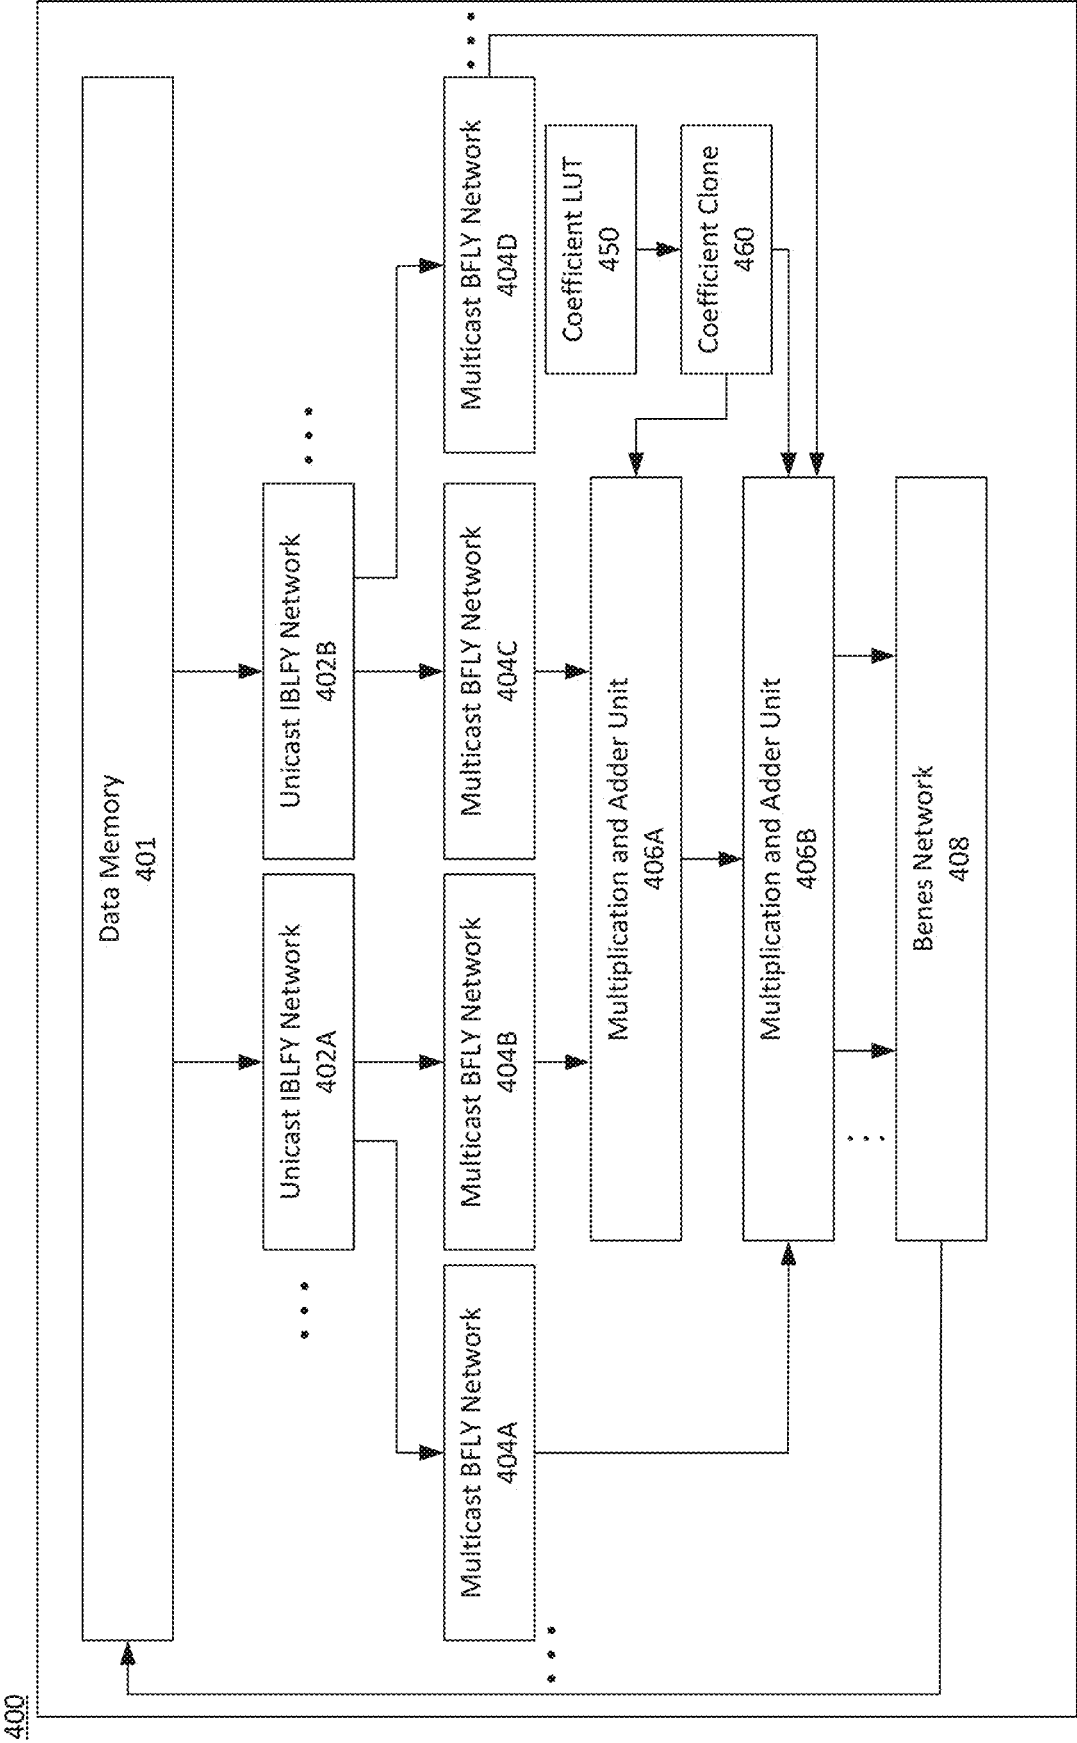 400
Data Memory
401
Unicast IBLFY Network
402A
Unicast IBLFY Network
402B
Multicast BFLY Network
404A
Multicast BFLY Network
404B
Multicast BFLY Network
404C
Multicast BFLY Network
404D
Coefficient LUT
450
Multiplication and Adder Unit
406A
Coefficient Clone
460
Multiplication and Adder Unit
406B
Benes Network
408